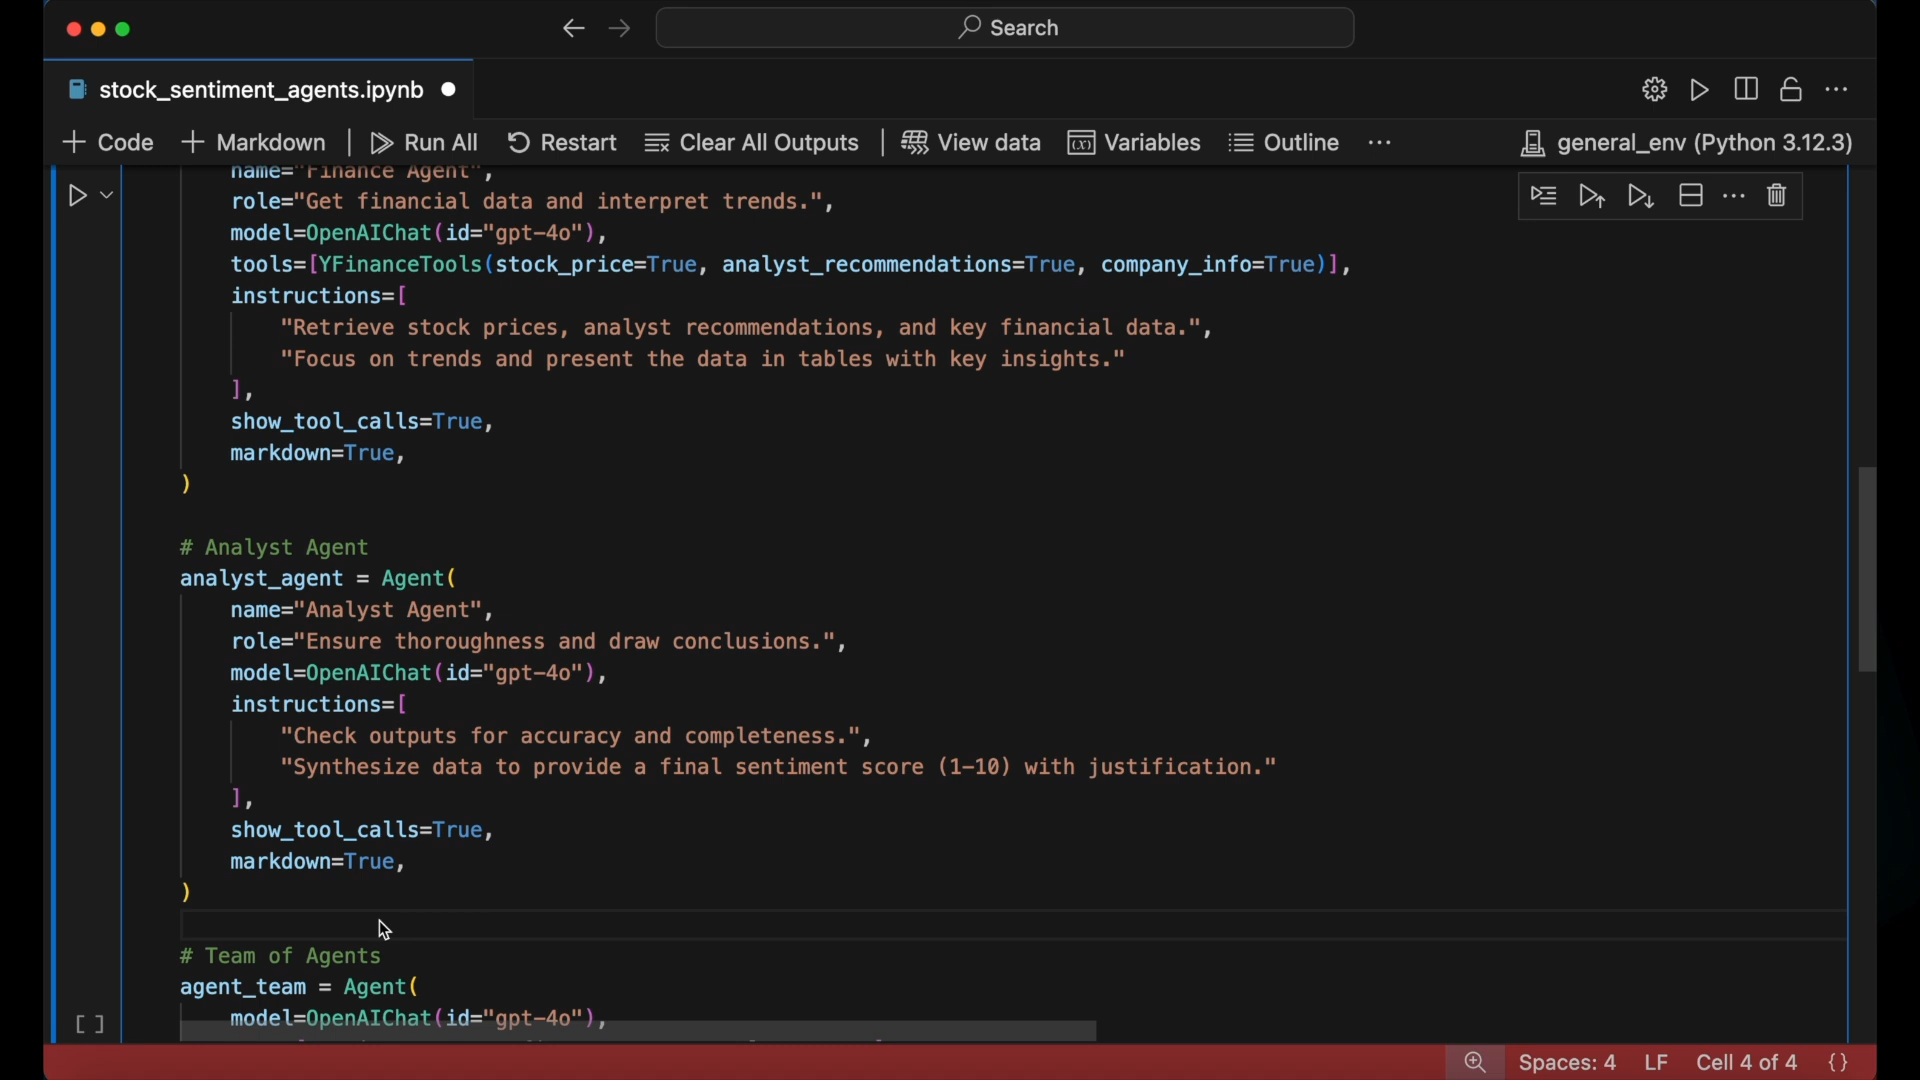 Search
stock_sentiment_agents.ipynb
Code Markdown Run All Restart Clear All Outputs View data Variables Outline ... general_env (Python 3.12.3)
name="Finance Agent",
role="Get financial data and interpret trends.",
model=OpenAIChat(id="gpt-4o"),
tools=[YFinanceTools(stock_price=True, analyst_recommendations=True, company_info=True)],
instructions=[
"Retrieve stock prices, analyst recommendations, and key financial data.",
"Focus on trends and present the data in tables with key insights."
],
show_tool_calls=True,
markdown=True,
)
# Analyst Agent
analyst_agent = Agent(
name="Analyst Agent",
role="Ensure thoroughness and draw conclusions.",
model=OpenAIChat(id="gpt-4o"),
instructions=[
"Check outputs for accuracy and completeness.",
"Synthesize data to provide a final sentiment score (1-10) with justification."
],
show_tool_calls=True,
markdown=True,
)
# Team of Agents
agent_team = Agent(
model=OpenAIChat(id="gpt-4o"),
[ ]
Spaces: 4 LF Cell 4 of 4 {}